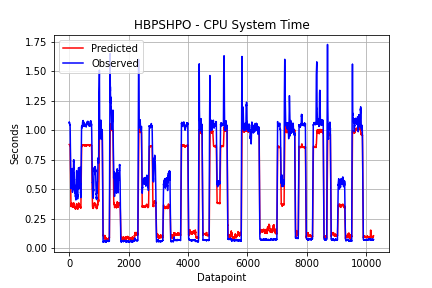 HBPSHPO - CPU System Time
Predicted
Observed
1.75
1.50
1.25
1.00
0.75
0.50
0.25
0.00
Seconds
0 2000 4000 6000 8000 10000
Datapoint